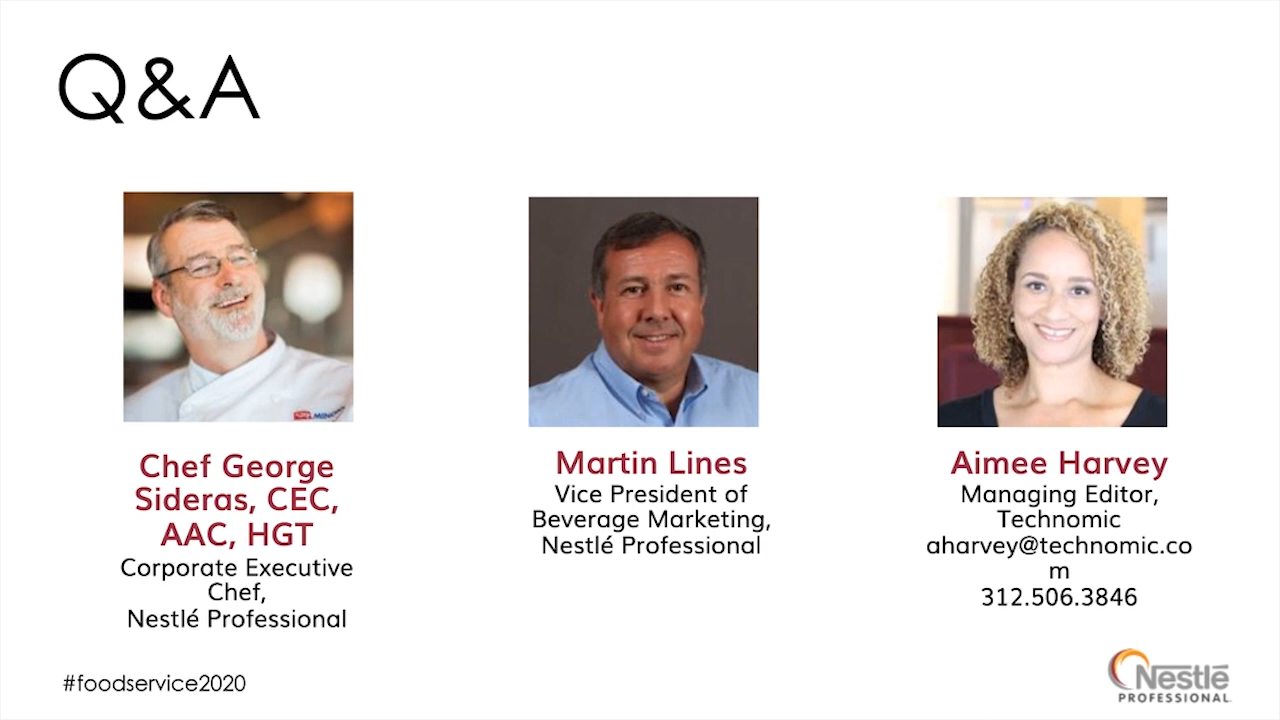 Q&A
Chef George
Sideras, CEC,
AAC, HGT
Corporate Executive
Chef,
Nestlé Professional
Martin Lines
Vice President of
Beverage Marketing,
Nestlé Professional
Aimee Harvey
Managing Editor,
Technomic
aharvey@technomic.co
m
312.506.3846
#foodservice2020
Nestlé
PROFESSIONAL.